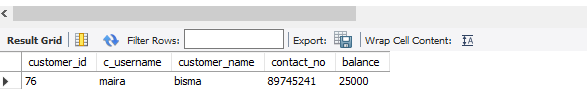 Result Grid Filter Rows: Export: Wrap Cell Content:
customer_id c_username customer_name contact_no balance
76 maira bisma 89745241 25000